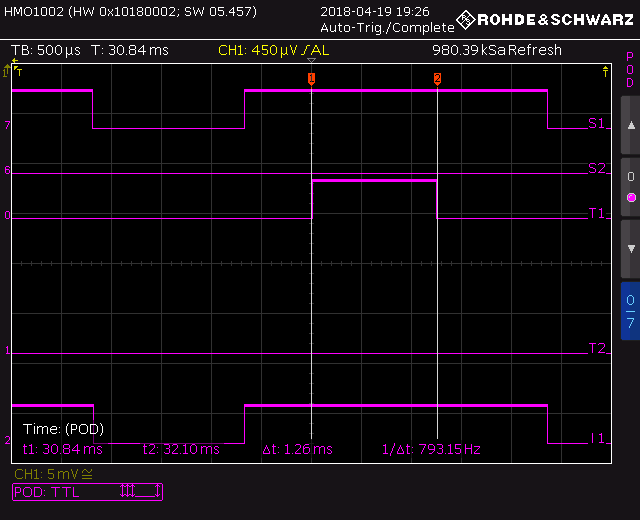 HMO1002 (HW 0x10180002; SW 05.457)
2018-04-19 19:26
Auto-Trig./Complete
ROHDE&SCHWARZ
TB: 500 µs T: 30.84 ms CH1: 450 µV / AL 980.39 kSa Refresh
POD
1
T
T
1
2
7
S1
6
S2
0
T1
0
1
T2
0
7
Time: (POD)
2
I1
t1: 30.84 ms t2: 32.10 ms Δt: 1.26 ms 1/Δt: 793.15 Hz
CH1: 5 mV
POD: TTL